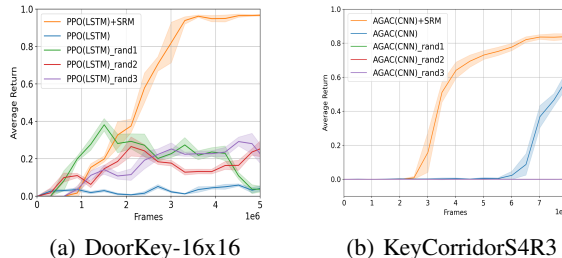 PPO(LSTM)+SRM
PPO(LSTM)
PPO(LSTM)_rand1
PPO(LSTM)_rand2
PPO(LSTM)_rand3
Average Return
1.0
0.8
0.6
0.4
0.2
0.0
0 1 2 3 4 5
Frames 1e6
(a) DoorKey-16x16
AGAC(CNN)+SRM
AGAC(CNN)
AGAC(CNN)_rand1
AGAC(CNN)_rand2
AGAC(CNN)_rand3
Average Return
1.0
0.8
0.6
0.4
0.2
0.0
0 1 2 3 4 5 6 7
Frames 1e6
(b) KeyCorridorS4R3